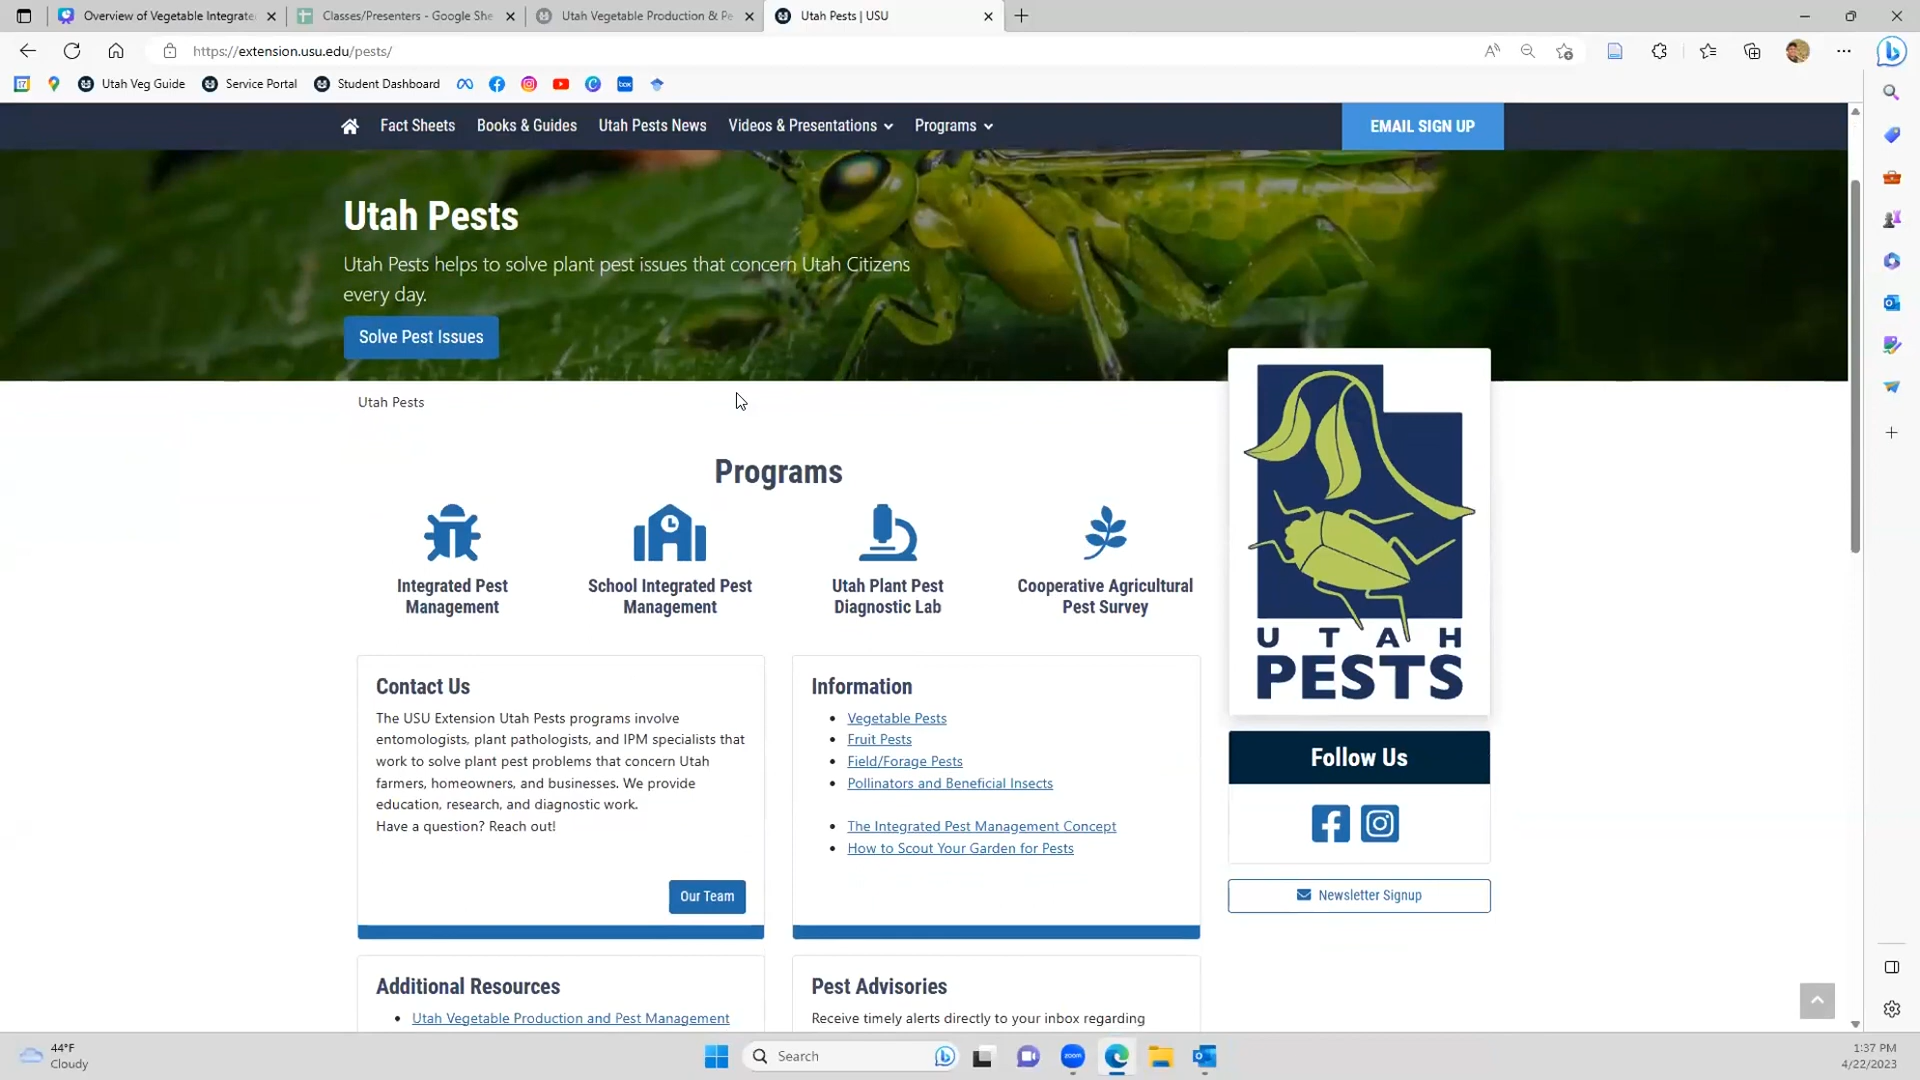 Overview of Vegetable Integrate
Classes/Presenters - Google She
Utah Vegetable Production & Pe
Utah Pests | USU
https://extension.usu.edu/pests/
Utah Veg Guide
Service Portal
Student Dashboard
Fact Sheets
Books & Guides
Utah Pests News
Videos & Presentations
Programs
EMAIL SIGN UP
Utah Pests
Utah Pests helps to solve plant pest issues that concern Utah Citizens
every day.
Solve Pest Issues
Utah Pests
Programs
Integrated Pest
Management
School Integrated Pest
Management
Utah Plant Pest
Diagnostic Lab
Cooperative Agricultural
Pest Survey
UTAH
PESTS
Contact Us
The USU Extension Utah Pests programs involve
entomologists, plant pathologists, and IPM specialists that
work to solve plant pest problems that concern Utah
farmers, homeowners, and businesses. We provide
education, research, and diagnostic work.
Have a question? Reach out!
Our Team
Information
Vegetable Pests
Fruit Pests
Field/Forage Pests
Pollinators and Beneficial Insects
The Integrated Pest Management Concept
How to Scout Your Garden for Pests
Follow Us
Newsletter Signup
Additional Resources
Utah Vegetable Production and Pest Management
Pest Advisories
Receive timely alerts directly to your inbox regarding
44°F
Cloudy
Search
zoom
1:37 PM
4/22/2023